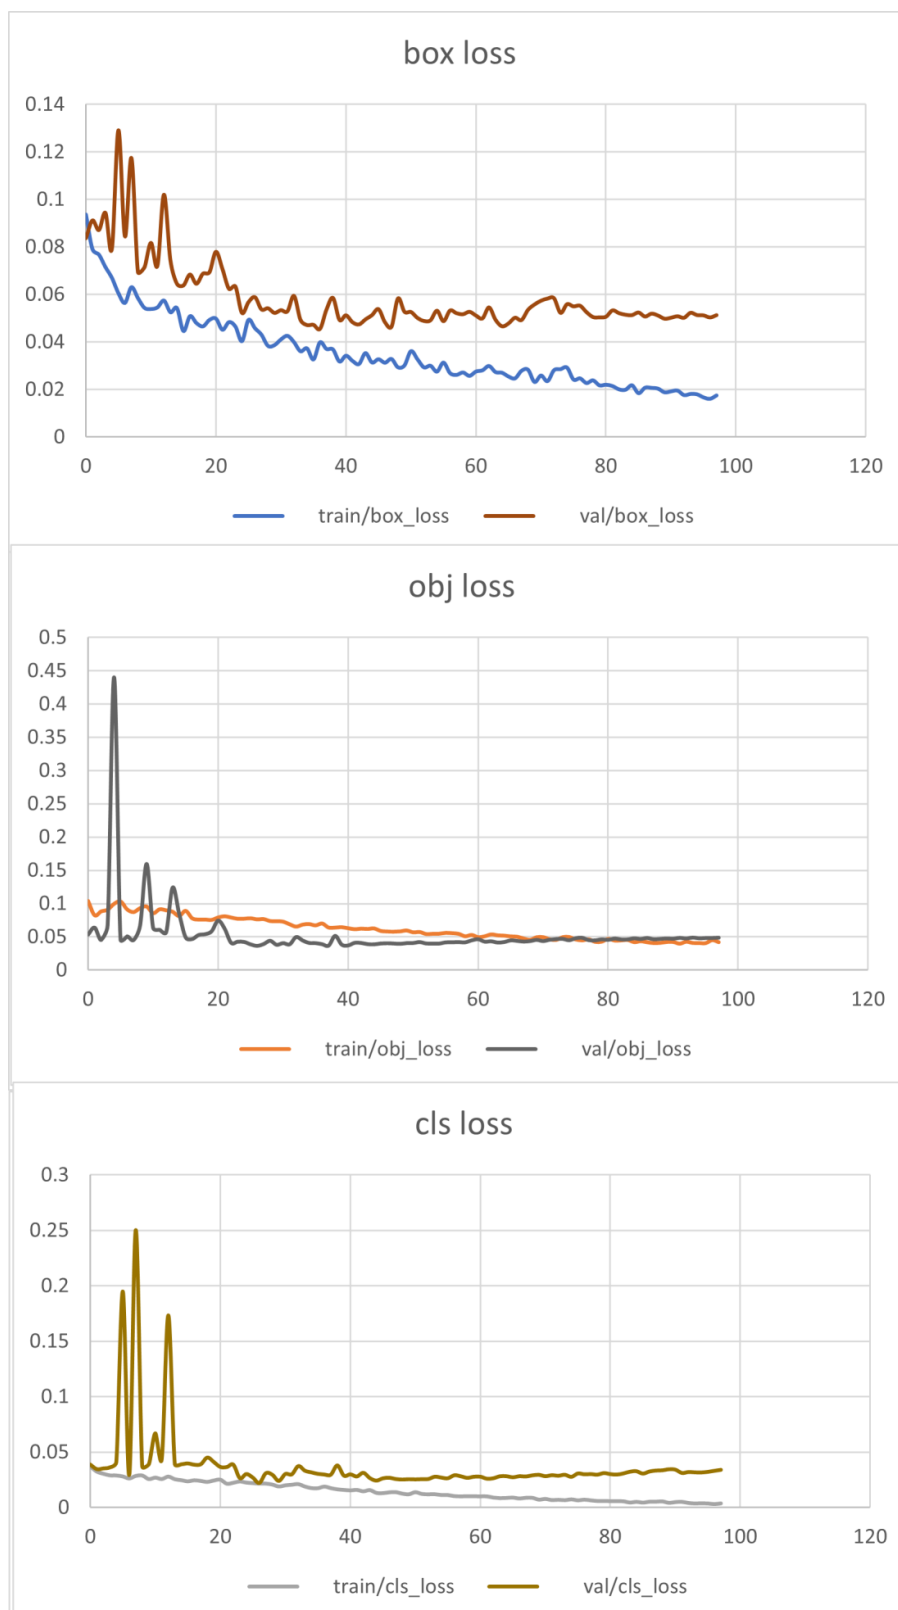 box loss
0.14
0.12
0.1
0.08
0.06
0.04
0.02
0
0 20 40 60 80 100 120
train/box_loss val/box_loss
obj loss
0.5
0.45
0.4
0.35
0.3
0.25
0.2
0.15
0.1
0.05
0
0 20 40 60 80 100 120
train/obj_loss val/obj_loss
cls loss
0.3
0.25
0.2
0.15
0.1
0.05
0
0 20 40 60 80 100 120
train/cls_loss val/cls_loss